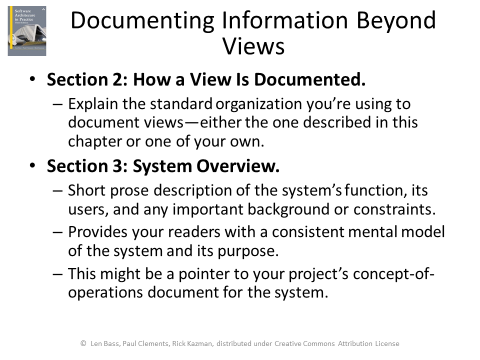 Software
Architecture
in Practice
Documenting Information Beyond
Views
• Section 2: How a View Is Documented.
– Explain the standard organization you're using to
document views—either the one described in this
chapter or one of your own.
• Section 3: System Overview.
– Short prose description of the system's function, its
users, and any important background or constraints.
– Provides your readers with a consistent mental model
of the system and its purpose.
– This might be a pointer to your project's concept-of-
operations document for the system.
© Len Bass, Paul Clements, Rick Kazman, distributed under Creative Commons Attribution License